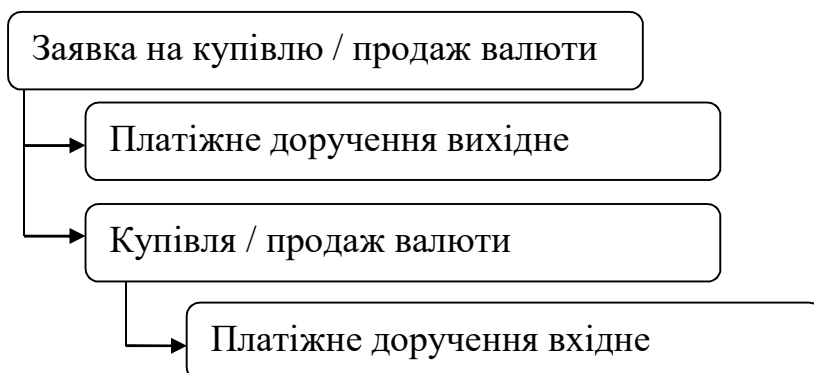 Заявка на купівлю / продаж валюти
Платіжне доручення вихідне
Купівля / продаж валюти
Платіжне доручення вхідне